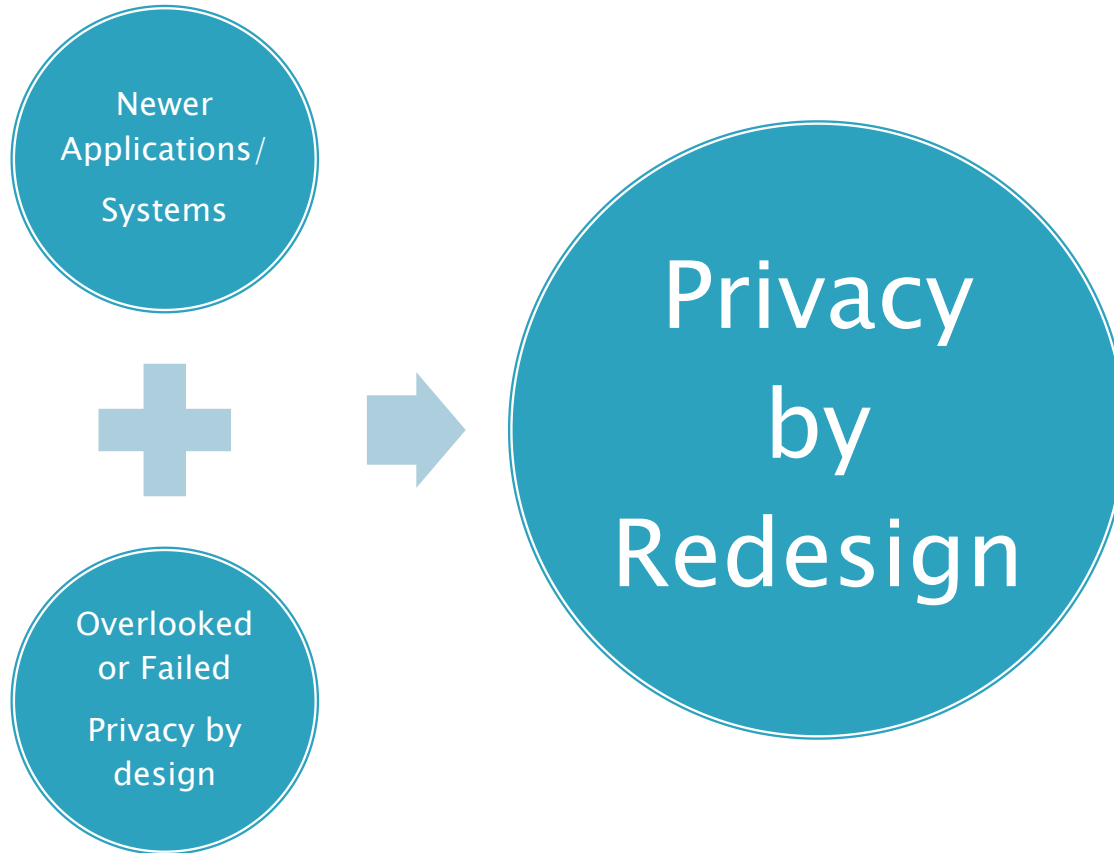 Newer
Applications/
Systems
Overlooked
or Failed
Privacy by
design
Privacy
by
Redesign